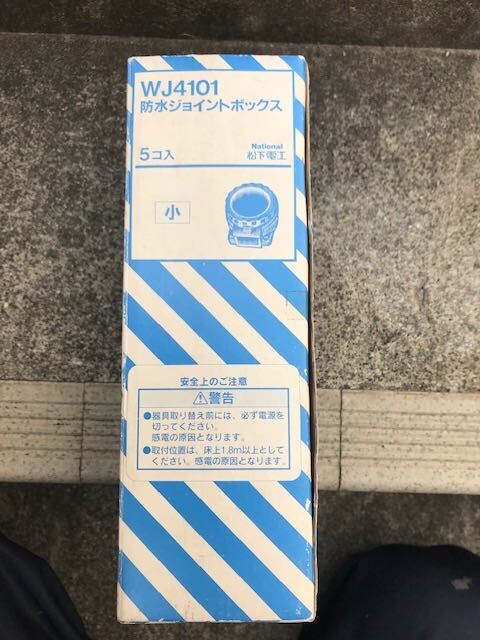 WJ4101
防水ジョイントボックス
5コ入
National
松下電工
小
安全上のご注意
⚠警告
●器具取り替え前には、必ず電源を
切ってください。
感電の原因となります。
●取付位置は、床上1.8m以上として
ください。感電の原因となります。